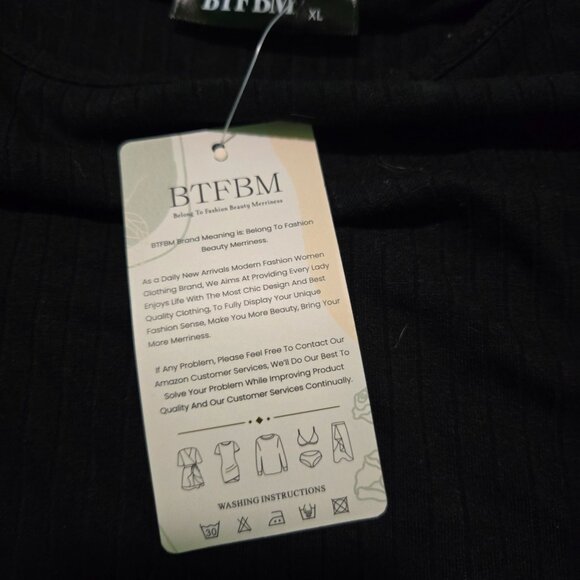 BTFBM
XL
BTFBM
Belong To Fashion Beauty Merriness
BTFBM Brand Meaning is: Belong To Fashion
Beauty Merriness.
As a Daily New Arrivals Modern Fashion Women
Clothing Brand, We Aims At Providing Every Lady
Enjoys Life With The Most Chic Design And Best
Quality Clothing, To Fully Display Your Unique
Fashion Sense, Make You More Beauty, Bring Your
More Merriness.
If Any Problem, Please Feel Free To Contact Our
Amazon Customer Services, We'll Do Our Best To
Solve Your Problem While Improving Product
Quality And Our Customer Services Continually.
WASHING INSTRUCTIONS
30